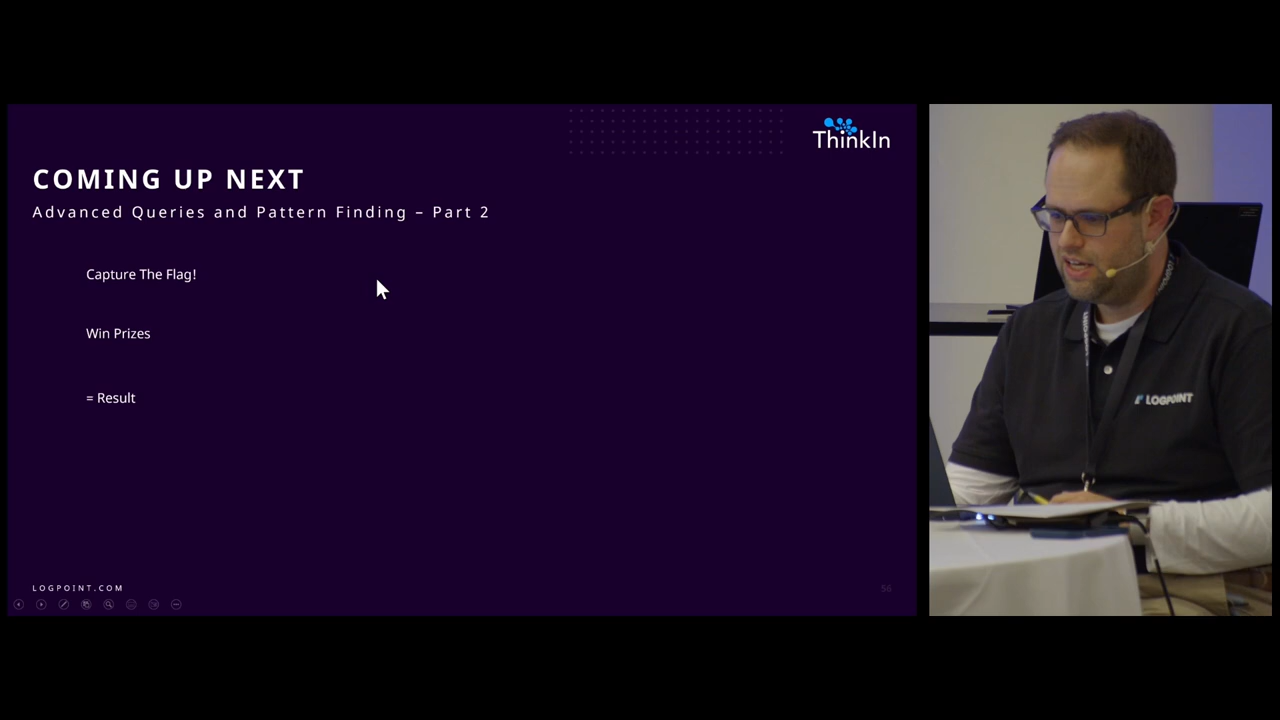 ThinkIn
COMING UP NEXT
Advanced Queries and Pattern Finding – Part 2
Capture The Flag!
Win Prizes
= Result
LOGPOINT.COM
56
LOGPOINT